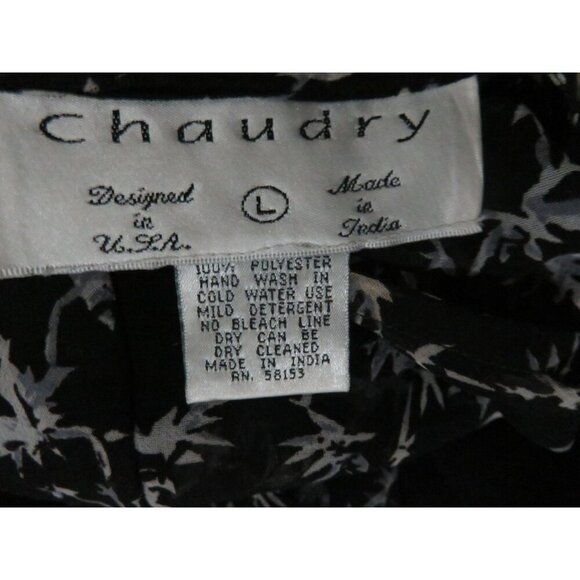 Chaudry
Designed
in
U.S.A.
L
Made
in
India
100% POLYESTER
HAND WASH IN
COLD WATER USE
MILD DETERGENT
NO BLEACH LINE
DRY CAN BE
DRY CLEANED
MADE IN INDIA
RN. 58153